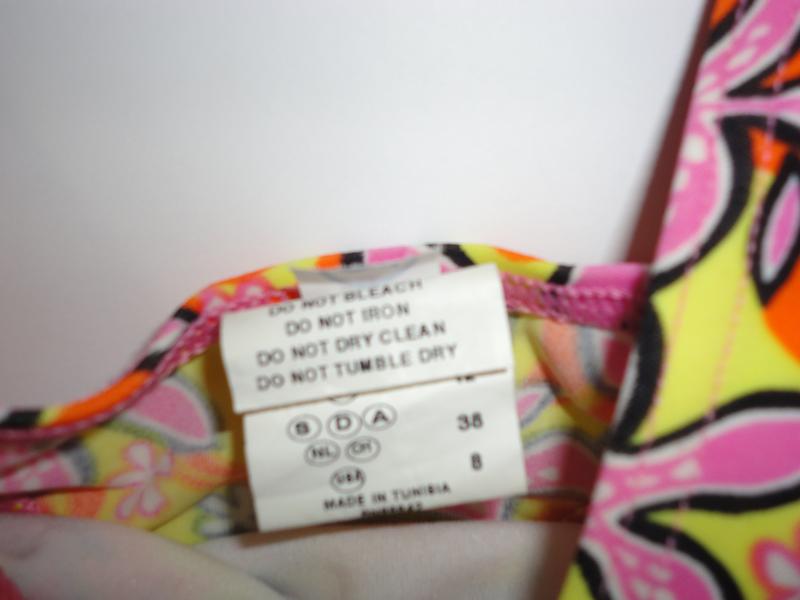 DO NOT BLEACH
DO NOT IRON
DO NOT DRY CLEAN
DO NOT TUMBLE DRY
S D A 38
NL CH
USA 8
MADE IN TUNISIA